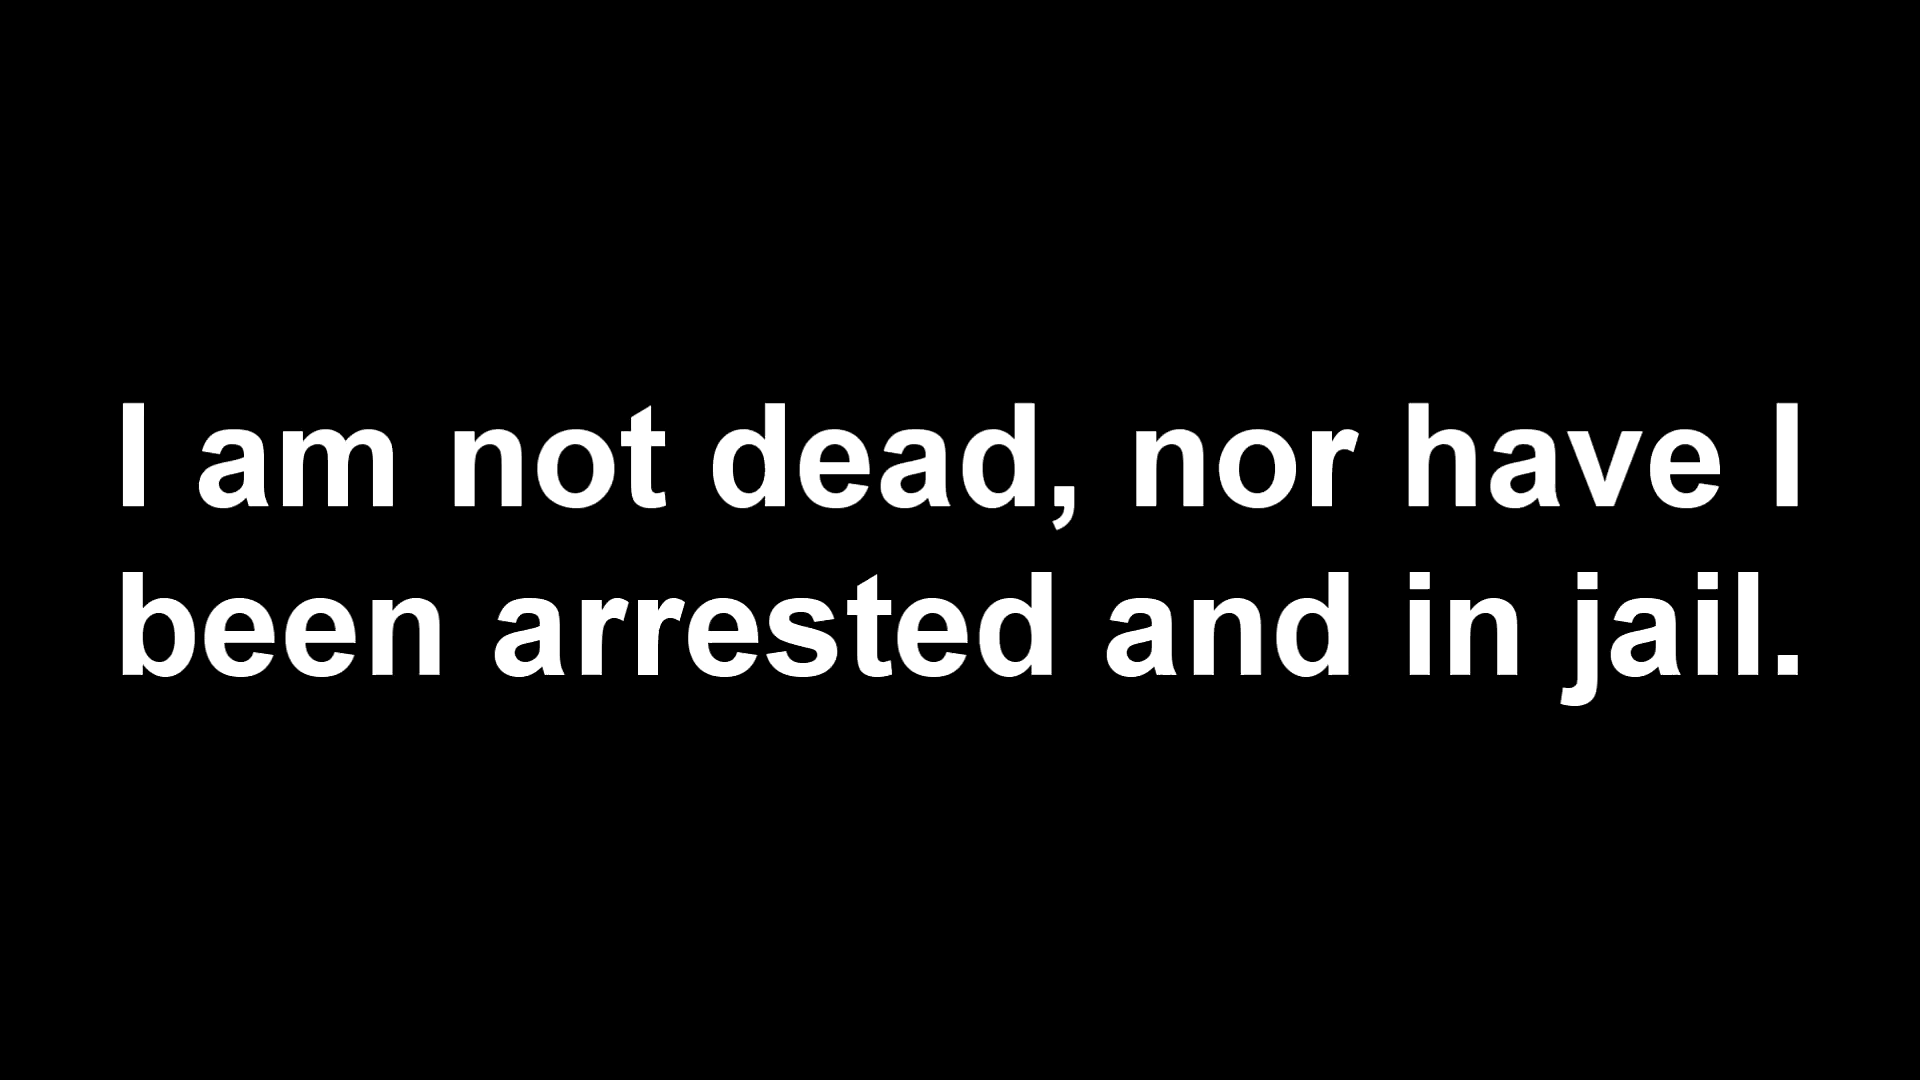 I am not dead, nor have I
been arrested and in jail.